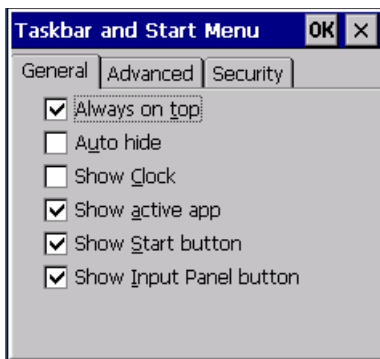 Taskbar and Start Menu OK ×
General Advanced Security
Always on top
Auto hide
Show Clock
Show active app
Show Start button
Show Input Panel button